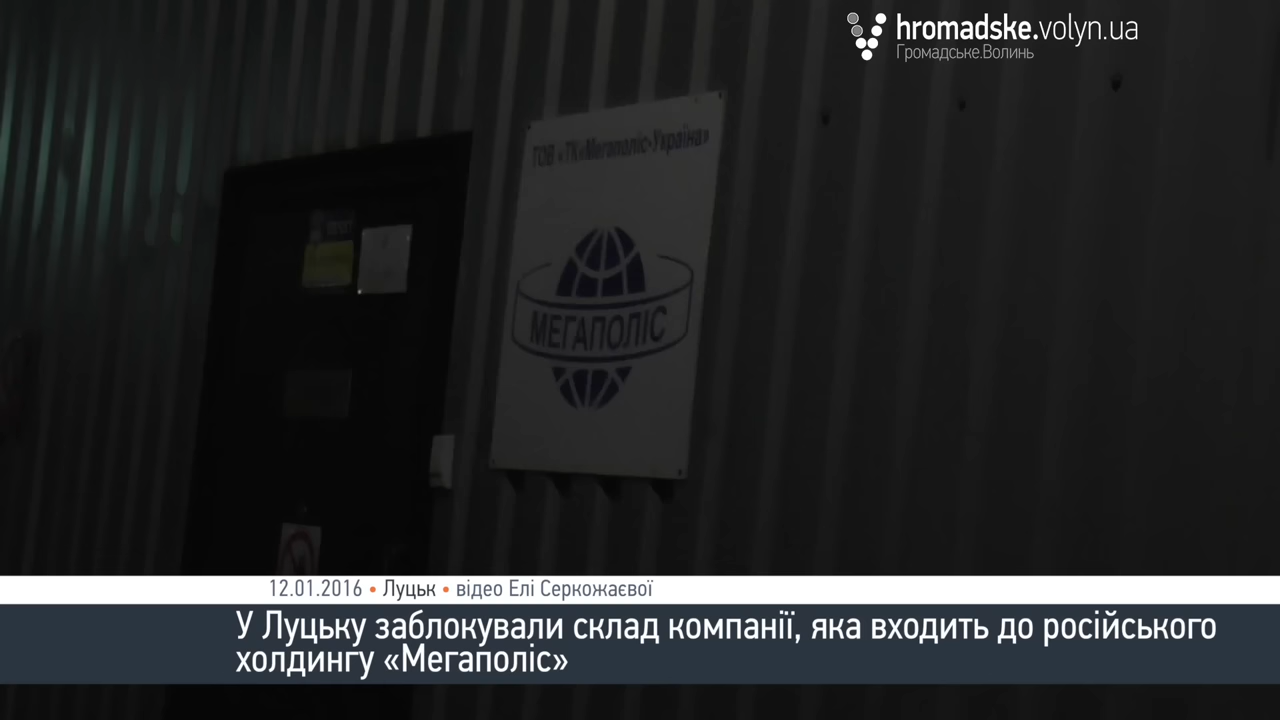 hromadske.volyn.ua
Громадське.Волинь
ТОВ «ТК«Мегаполіс-Україна»
МЕГАПОЛІС
12.01.2016 • Луцьк • відео Елі Серкожаєвої
У Луцьку заблокували склад компанії, яка входить до російського
холдингу «Мегаполіс»